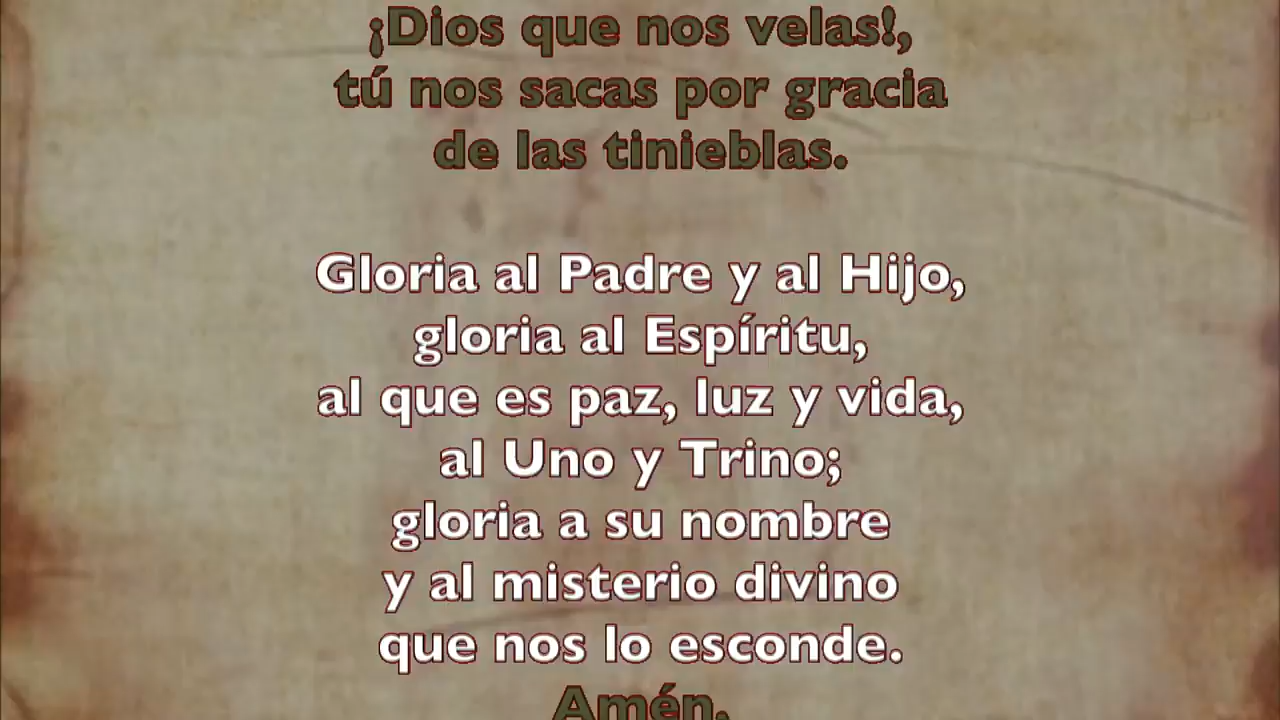 ¡Dios que nos velas!,
tú nos sacas por gracia
de las tinieblas.
Gloria al Padre y al Hijo,
gloria al Espíritu,
al que es paz, luz y vida,
al Uno y Trino;
gloria a su nombre
y al misterio divino
que nos lo esconde.
Amén.